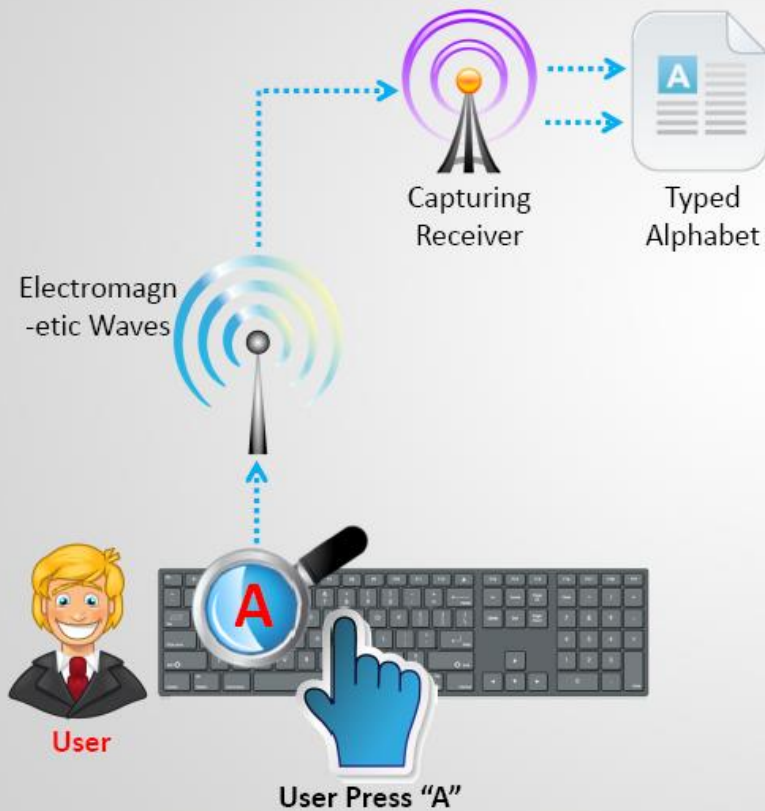 A
Capturing
Receiver
Typed
Alphabet
Electromagn
-etic Waves
A
User
User Press “A”